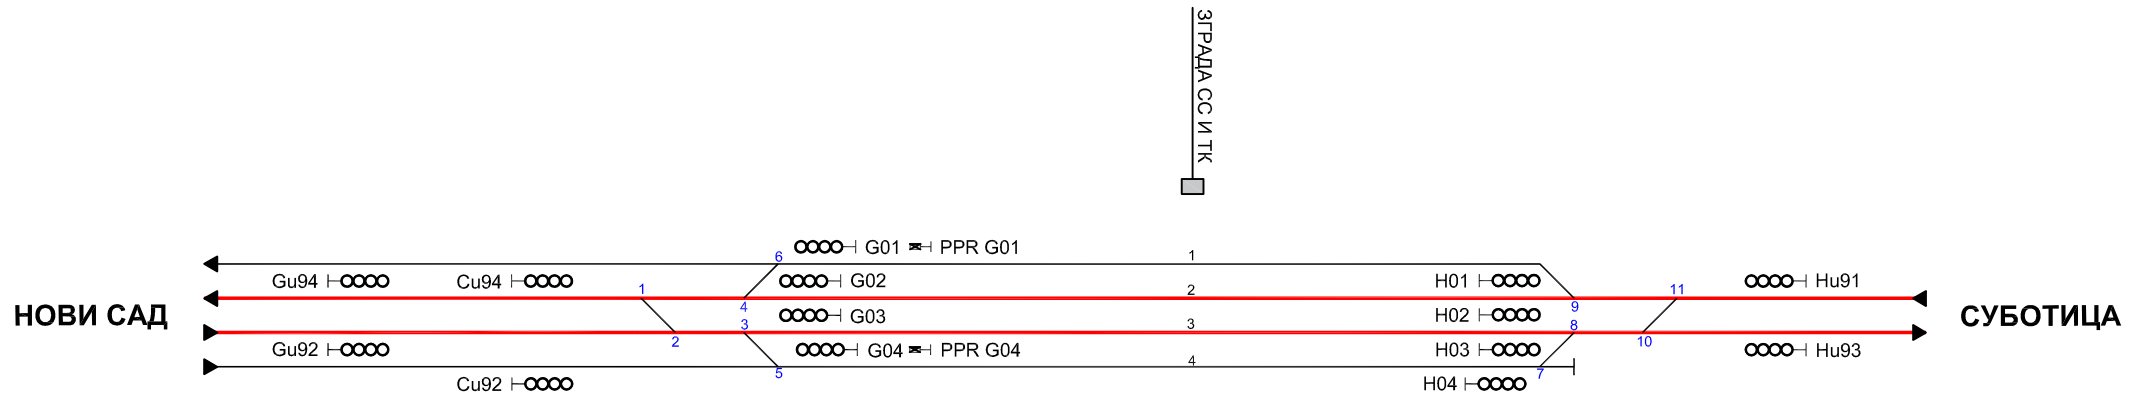 ЗГРАДА СС И ТК
6 G01 PPR G01 1
Gu94 Cu94 G02 H01 Hu91
1 2 11
НОВИ САД 4 G03 H02 9 СУБОТИЦА
3 3 8
2 10
Gu92 G04 PPR G04 H03 Hu93
4
Cu92 5 H04 7